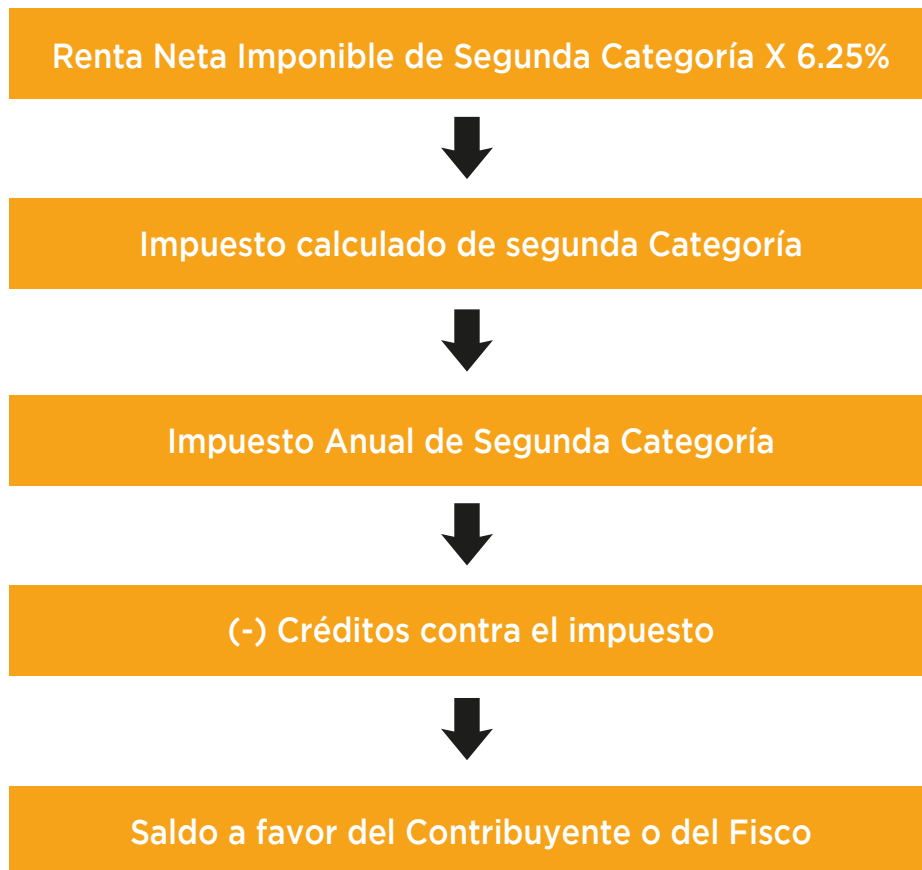 Renta Neta Imponible de Segunda Categoría X 6.25%
Impuesto calculado de segunda Categoría
Impuesto Anual de Segunda Categoría
(-) Créditos contra el impuesto
Saldo a favor del Contribuyente o del Fisco